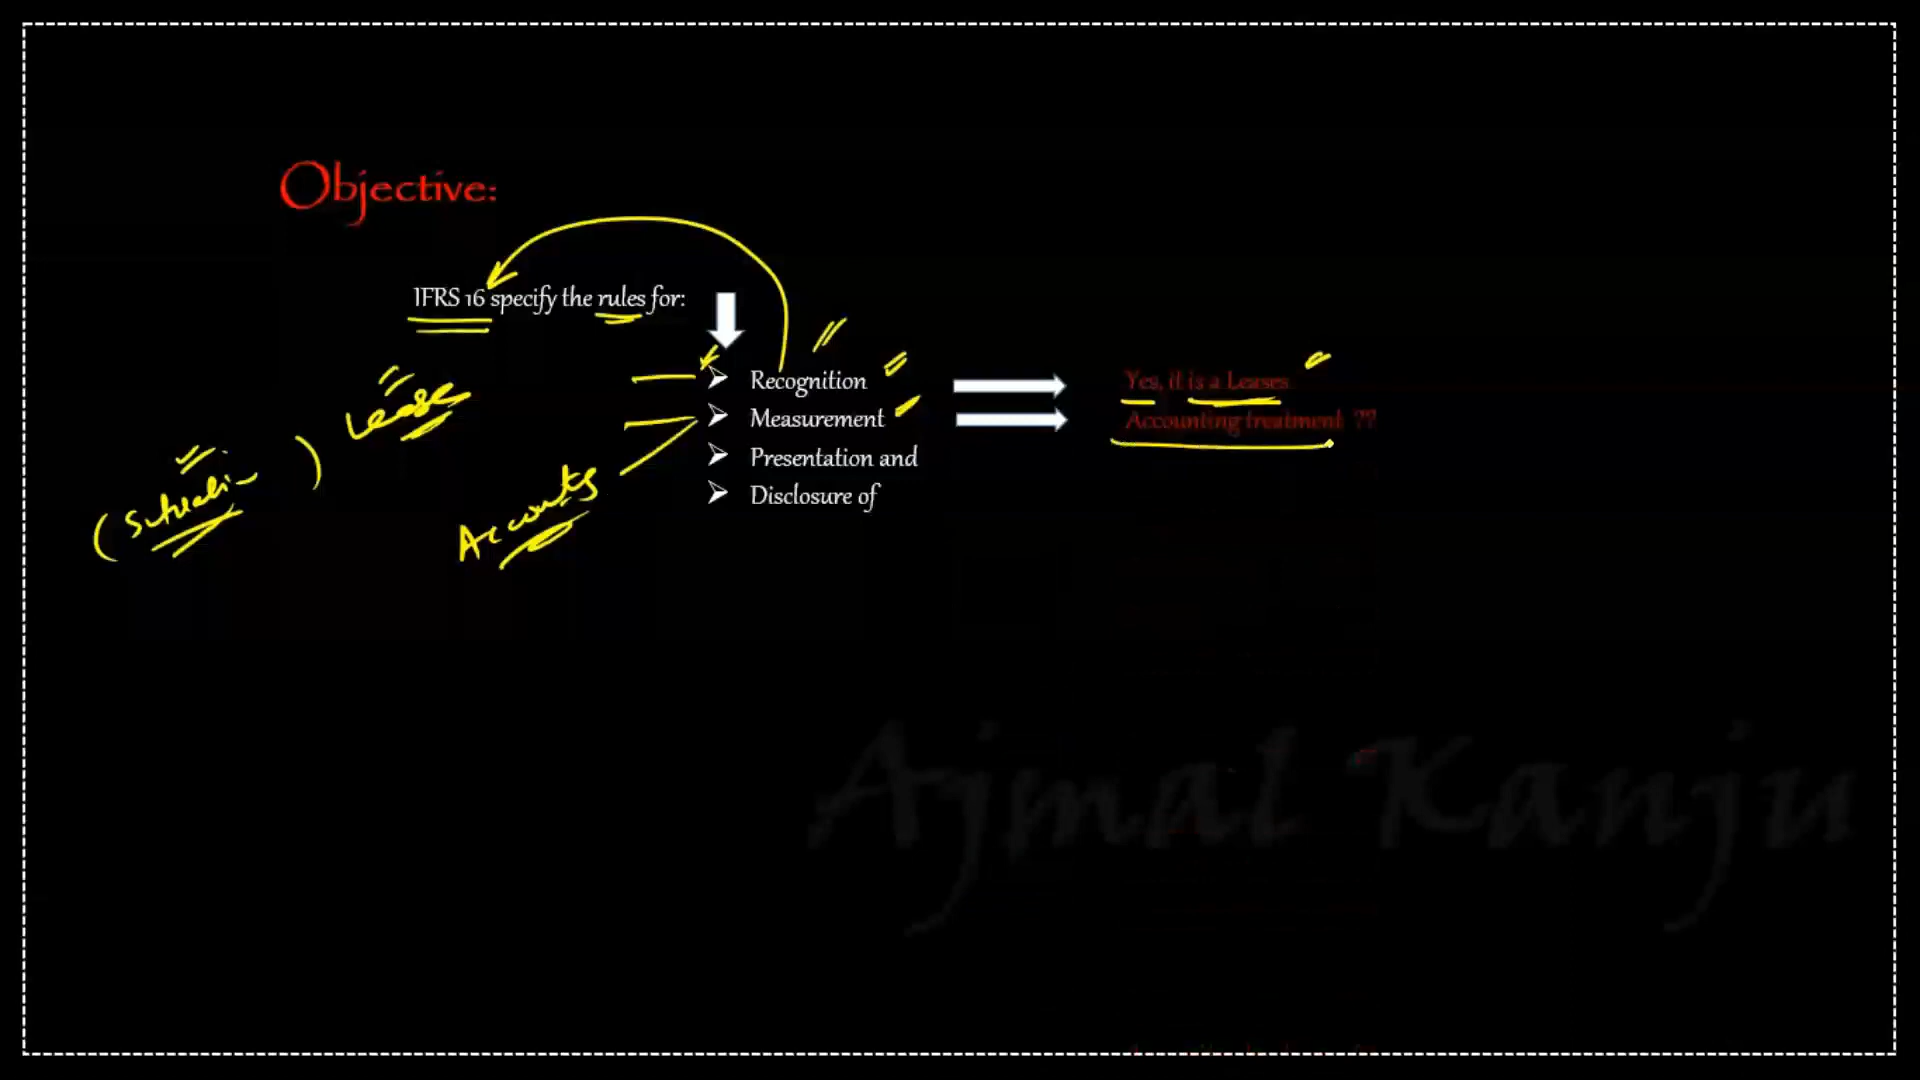 Objective:
IFRS 16 specify the rules for:
Recognition
Yes, it is a Leases
Measurement
Accounting treatment ??
Presentation and
Disclosure of
Lease
Accounts
Ajmal Kanju